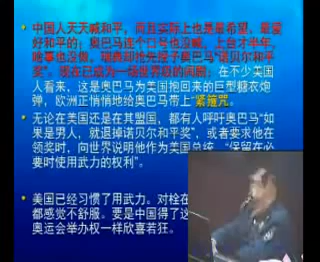 中国人天天喊和平，而且实际上也是最希望、最爱
好和平的；奥巴马连个口号也没喊，上台才半年，
啥事也没做，瑞典却抢先授予奥巴马“诺贝尔和平
奖”。现在已成为一场世界级的闹剧，在不少美国
人看来，这是奥巴马为美国抱回来的巨型糖衣炮
弹，欧洲正悄悄地给奥巴马带上“紧箍咒。
无论在美国还是在其盟国，都有人呼吁奥巴马“如
果是男人，就退掉诺贝尔和平奖”，或者要求他在
领奖时，向世界说明他作为美国总统，“保留在必
要时使用武力的权利”。
美国已经习惯了用武力。对栓在
都感觉不舒服。要是中国得了这
奥运会举办权一样欣喜若狂。